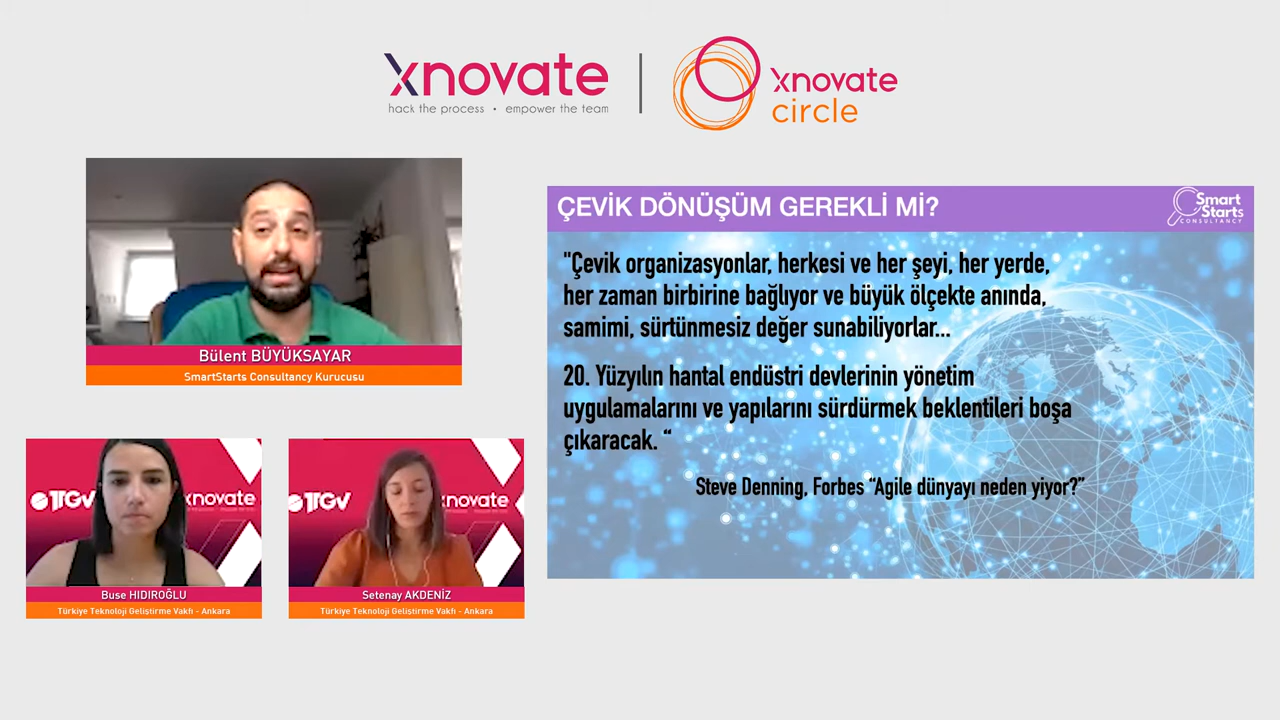 xnovate
hack the process • empower the team
xnovate
circle
Bülent BÜYÜKSAYAR
SmartStarts Consultancy Kurucusu
TTGV
xnovate
Buse HIDIROĞLU
Türkiye Teknoloji Geliştirme Vakfı - Ankara
TTGV
xnovate
Setenay AKDENİZ
Türkiye Teknoloji Geliştirme Vakfı - Ankara
ÇEVİK DÖNÜŞÜM GEREKLİ Mİ?
Smart
Starts
CONSULTANCY
"Çevik organizasyonlar, herkesi ve her şeyi, her yerde,
her zaman birbirine bağlıyor ve büyük ölçekte anında,
samimi, sürtünmesiz değer sunabiliyorlar...
20. Yüzyılın hantal endüstri devlerinin yönetim
uygulamalarını ve yapılarını sürdürmek beklentileri boşa
çıkaracak. “
Steve Denning, Forbes “Agile dünyayı neden yiyor?”